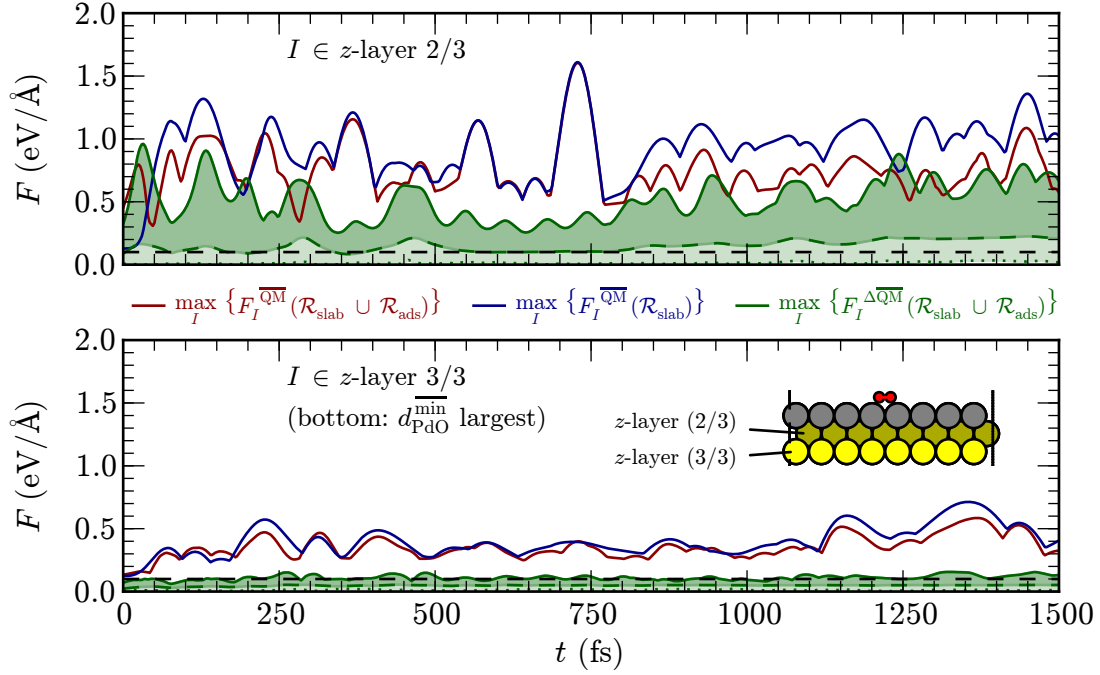 2.0
1.5
1.0
0.5
0.0
F (eV/Å)
I ∈ z-layer 2/3
max_I {F_I^{\overline{QM}}(ℛ_slab ∪ ℛ_ads)}
max_I {F_I^{\overline{QM}}(ℛ_slab)}
max_I {F_I^{Δ\overline{QM}}(ℛ_slab ∪ ℛ_ads)}
2.0
1.5
1.0
0.5
0.0
F (eV/Å)
I ∈ z-layer 3/3
(bottom: d_{PdO}^{\overline{min}} largest)
z-layer (2/3)
z-layer (3/3)
0 250 500 750 1000 1250 1500
t (fs)